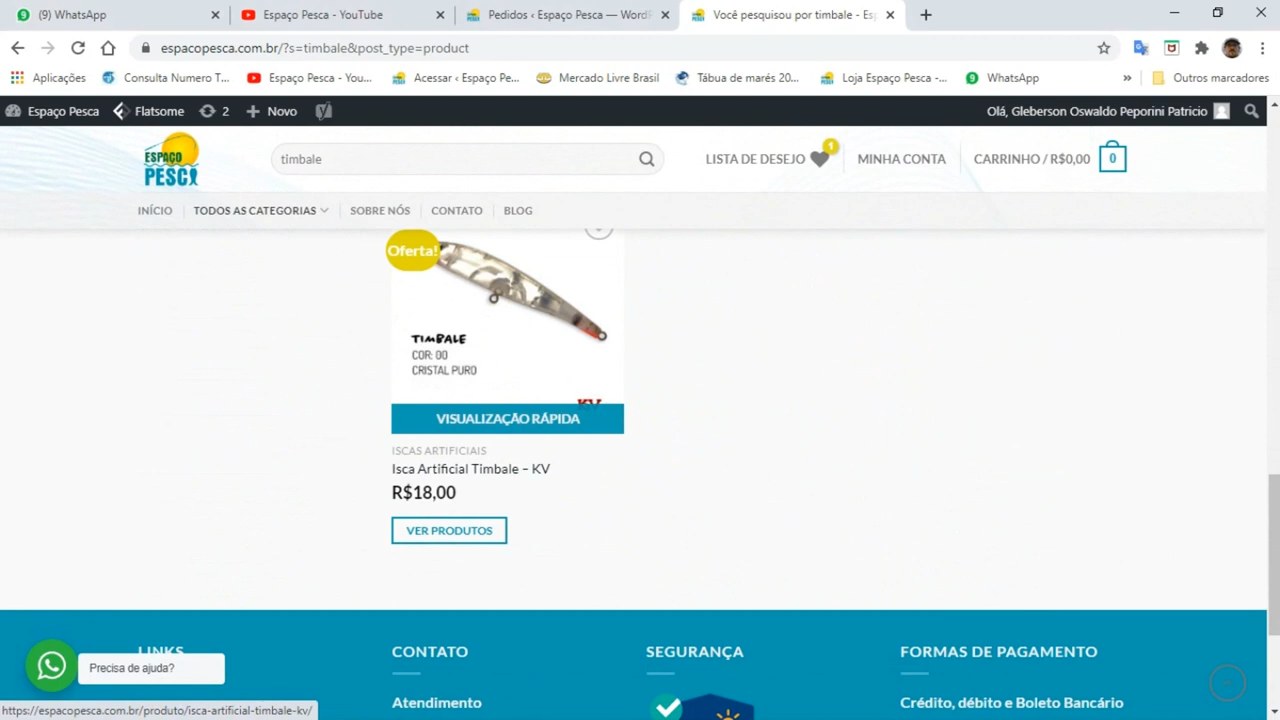 (9) WhatsApp
Espaço Pesca - YouTube
Pedidos ‹ Espaço Pesca — WordP
Você pesquisou por timbale - Esp
espacopesca.com.br/?s=timbale&post_type=product
Aplicações
Consulta Numero T...
Espaço Pesca - You...
Acessar ‹ Espaço Pe...
Mercado Livre Brasil
Tábua de marés 20...
Loja Espaço Pesca -...
WhatsApp
»
Outros marcadores
Espaço Pesca
Flatsome
2
Novo
Olá, Gleberson Oswaldo Peporini Patricio
ESPAÇO
PESCA
timbale
LISTA DE DESEJO
1
MINHA CONTA
CARRINHO / R$0,00
0
INÍCIO
TODOS AS CATEGORIAS
SOBRE NÓS
CONTATO
BLOG
Oferta!
TIMBALE
COR: 00
CRISTAL PURO
KV
VISUALIZAÇÃO RÁPIDA
ISCAS ARTIFICIAIS
Isca Artificial Timbale – KV
R$18,00
VER PRODUTOS
LINKS
CONTATO
SEGURANÇA
FORMAS DE PAGAMENTO
Precisa de ajuda?
Atendimento
Crédito, débito e Boleto Bancário
https://espacopesca.com.br/produto/isca-artificial-timbale-kv/